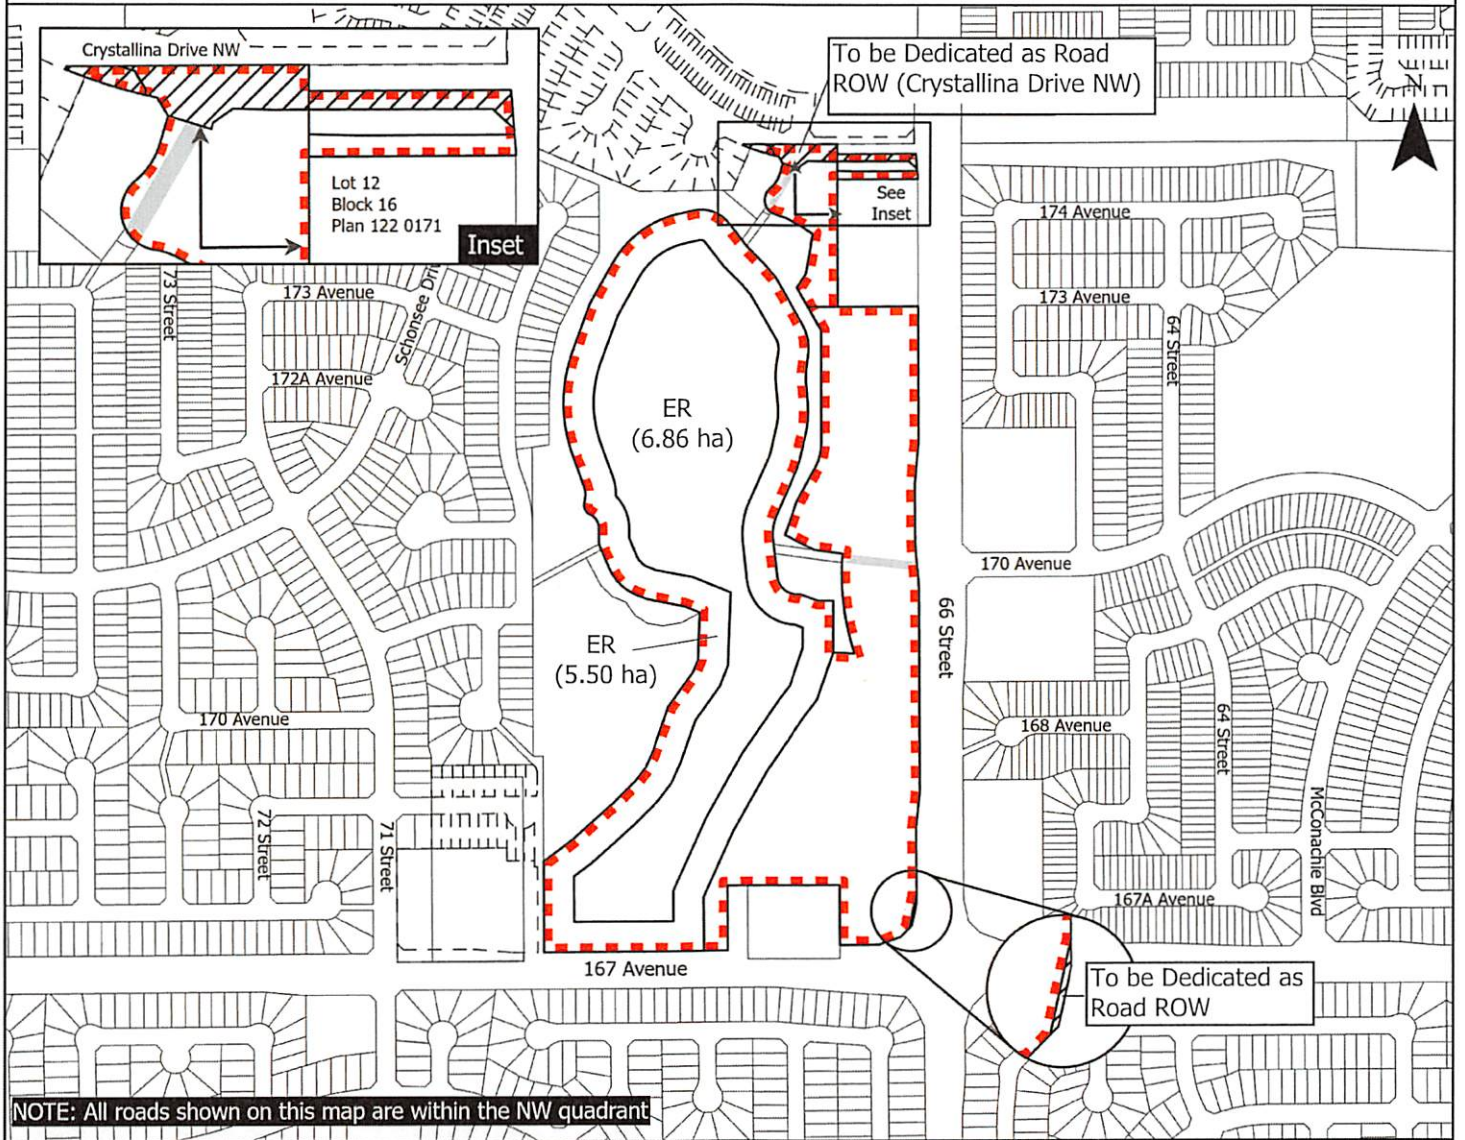 Crystallina Drive NW
Lot 12
Block 16
Plan 122 0171
Inset
To be Dedicated as Road
ROW (Crystallina Drive NW)
N
See
Inset
174 Avenue
173 Avenue
64 Street
73 Street
173 Avenue
Schonsee Driv
172A Avenue
ER
(6.86 ha)
170 Avenue
66 Street
ER
(5.50 ha)
170 Avenue
168 Avenue
64 Street
McConachie Blvd
72 Street
71 Street
167A Avenue
167 Avenue
To be Dedicated as
Road ROW
NOTE: All roads shown on this map are within the NW quadrant